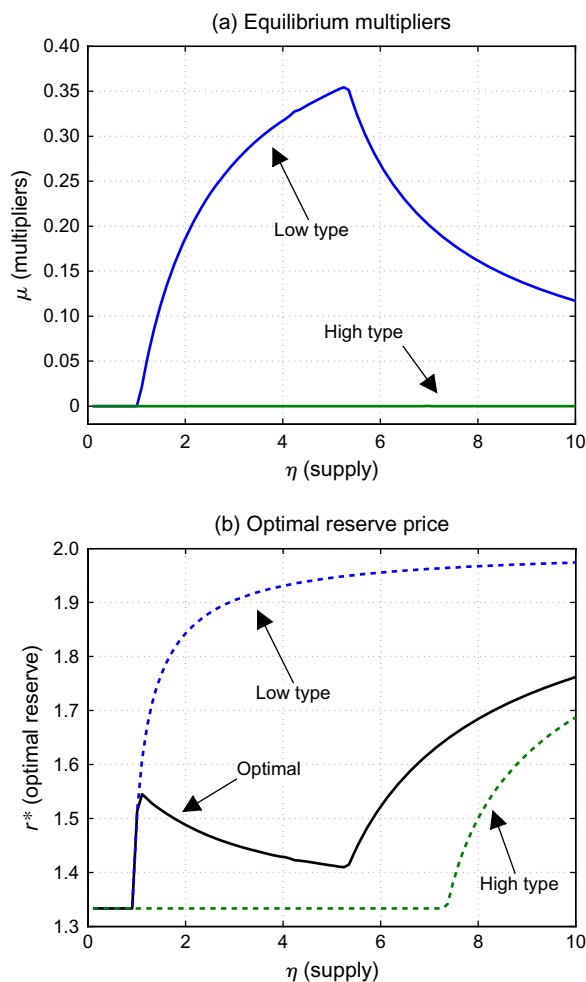 (a) Equilibrium multipliers
0.40
0.35
0.30
0.25
0.20
0.15
0.10
0.05
0
μ (multipliers)
Low type
High type
0 2 4 6 8 10
η (supply)
(b) Optimal reserve price
2.0
1.9
1.8
1.7
1.6
1.5
1.4
1.3
r* (optimal reserve)
Low type
Optimal
High type
0 2 4 6 8 10
η (supply)